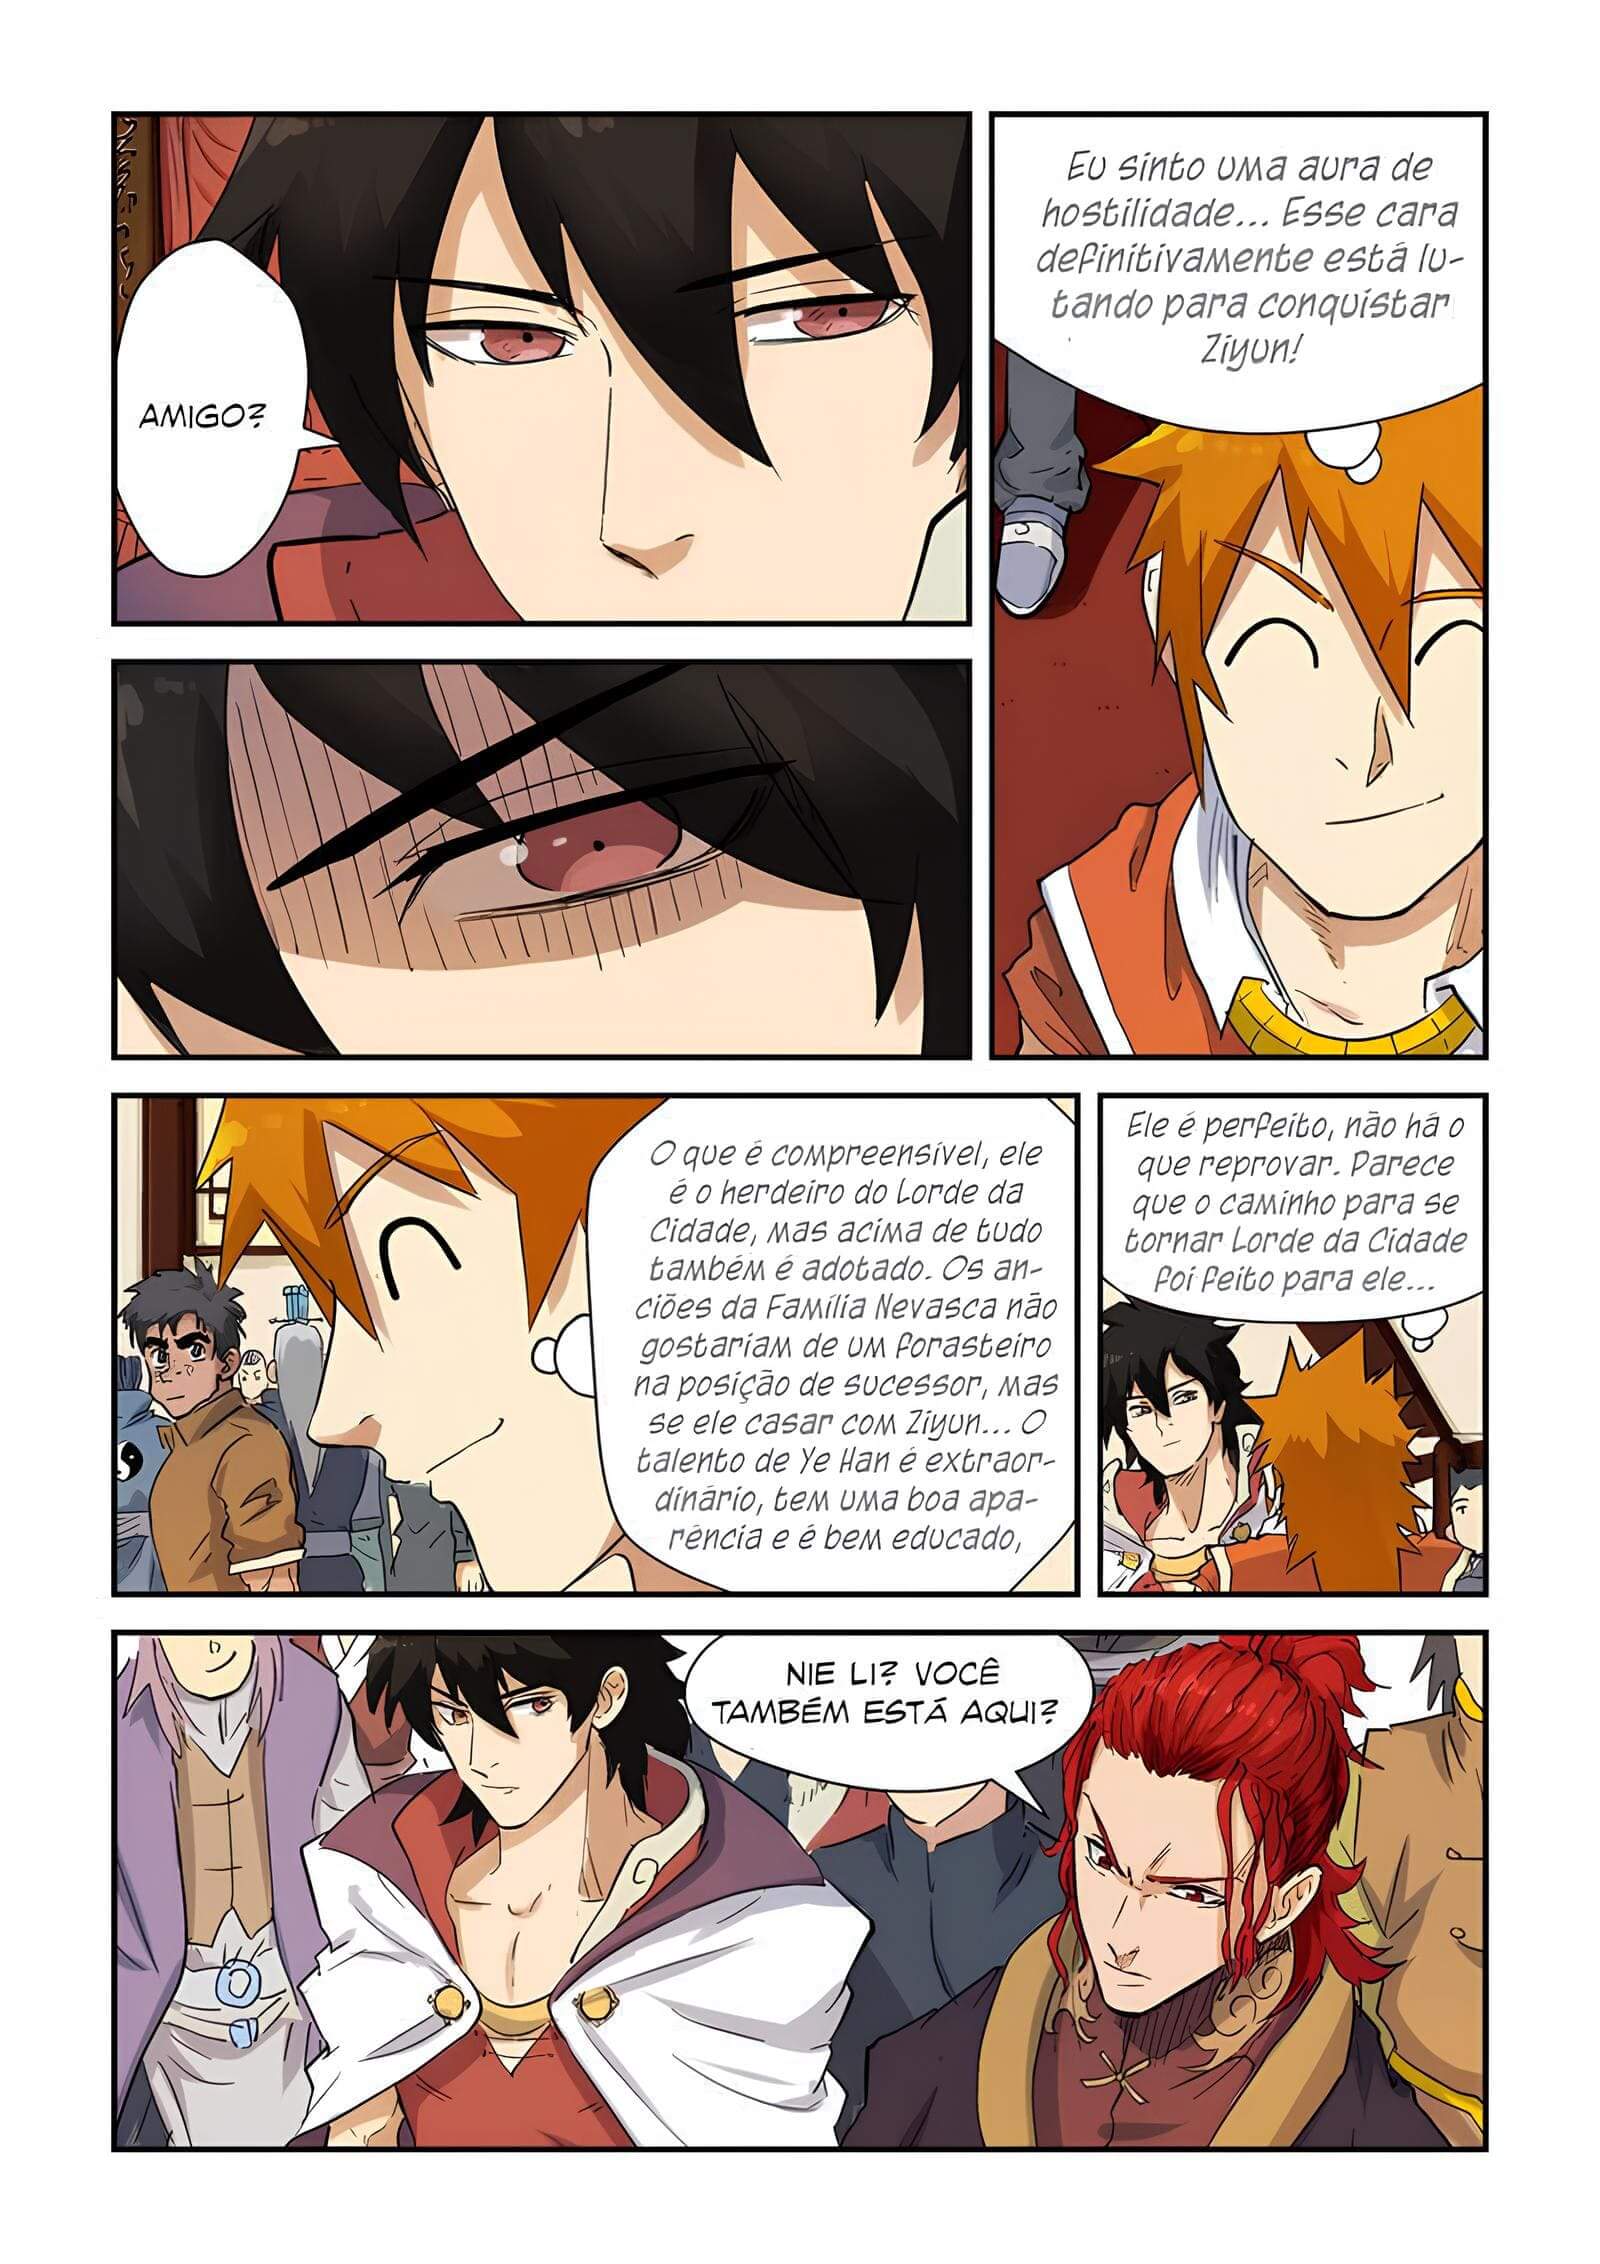 AMIGO?
Eu sinto uma aura de
hostilidade... Esse cara
definitivamente está lu-
tando para conquistar
Ziyun!
O que é compreensível, ele
é o herdeiro do Lorde da
Cidade, mas acima de tudo
também é adotado. Os an-
ciões da Família Nevasca não
gostariam de um forasteiro
na posição de sucessor, mas
se ele casar com Ziyun... O
talento de Ye Han é extraor-
dinário, tem uma boa apa-
rência e é bem educado,
Ele é perfeito, não há o
que reprovar. Parece
que o caminho para se
tornar Lorde da Cidade
foi feito para ele...
NIE LI? VOCÊ
TAMBÉM ESTÁ AQUI?